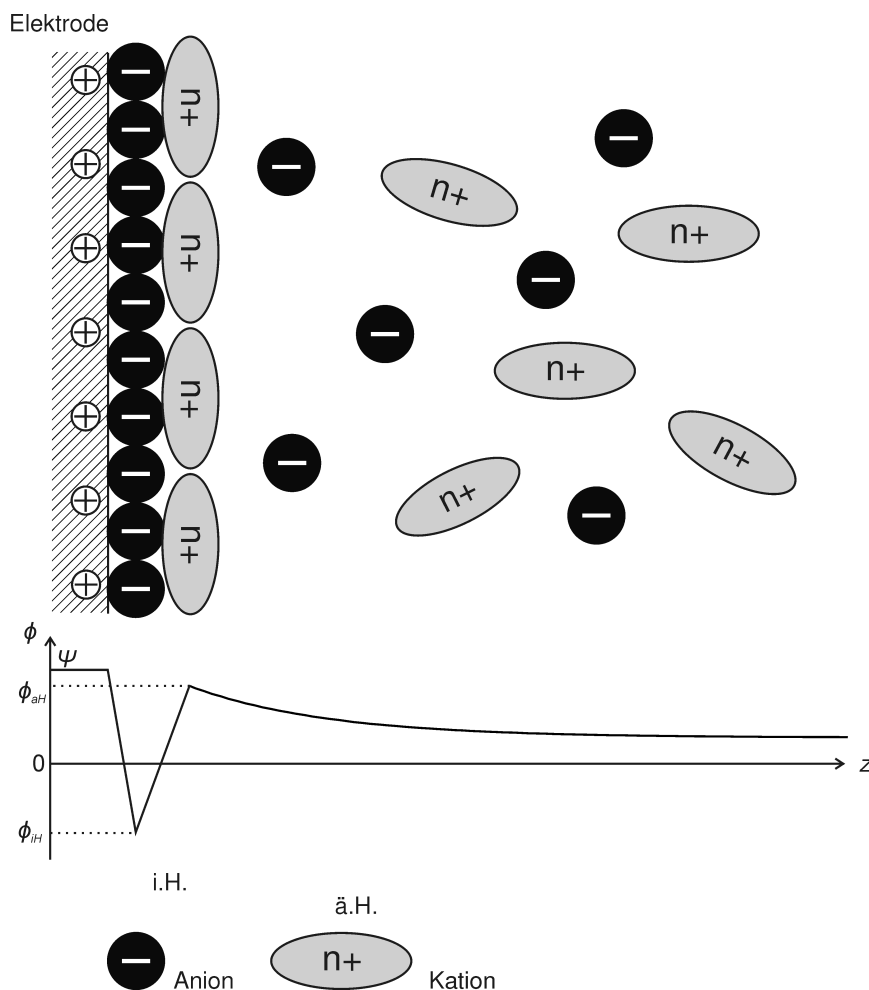 Elektrode
n+
n+
n+
n+
n+
n+
n+
n+
n+
ϕ
Ψ
ϕaH
0
z
ϕiH
i.H.
ä.H.
n+
Anion
Kation